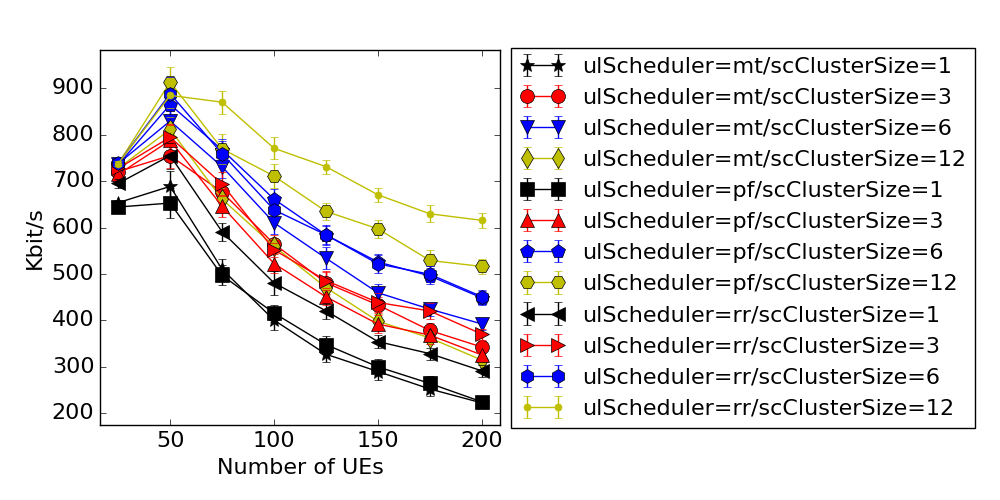 900
800
700
600
500
400
300
200
Kbit/s
50
100
150
200
Number of UEs
ulScheduler=mt/scClusterSize=1
ulScheduler=mt/scClusterSize=3
ulScheduler=mt/scClusterSize=6
ulScheduler=mt/scClusterSize=12
ulScheduler=pf/scClusterSize=1
ulScheduler=pf/scClusterSize=3
ulScheduler=pf/scClusterSize=6
ulScheduler=pf/scClusterSize=12
ulScheduler=rr/scClusterSize=1
ulScheduler=rr/scClusterSize=3
ulScheduler=rr/scClusterSize=6
ulScheduler=rr/scClusterSize=12